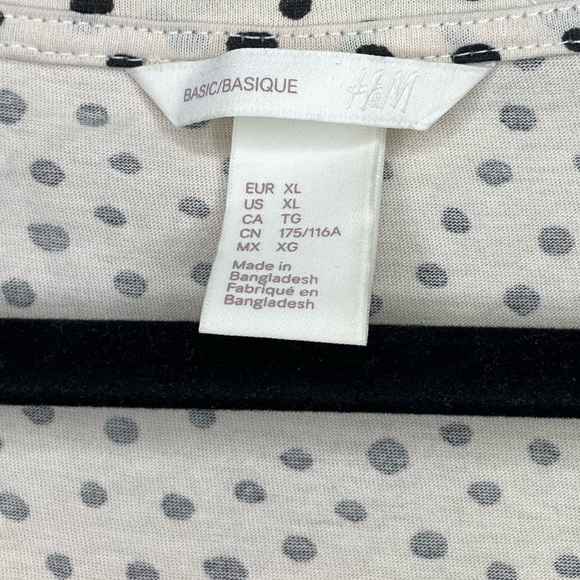 BASIC/BASIQUE H&M
EUR XL
US XL
CA TG
CN 175/116A
MX XG
Made in
Bangladesh
Fabriqué en
Bangladesh